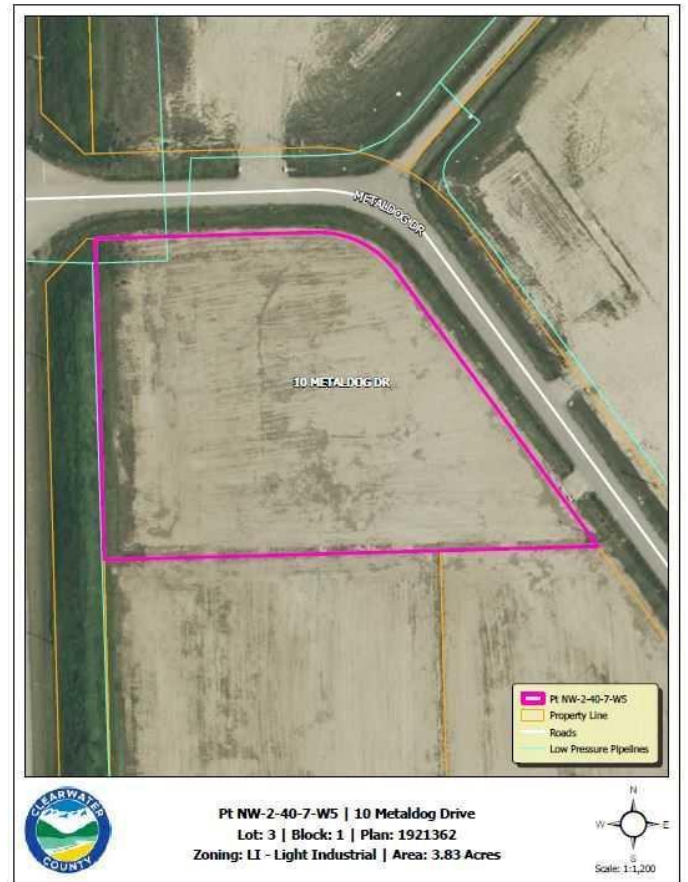 METALDOG DR
10 METALDOG DR
Pt NW-2-40-7-W5
Property Line
Roads
Low Pressure Pipelines
CLEARWATER
COUNTY
Pt NW-2-40-7-W5 | 10 Metaldog Drive
Lot: 3 | Block: 1 | Plan: 1921362
Zoning: LI - Light Industrial | Area: 3.83 Acres
N
W E
S
Scale: 1:1,200